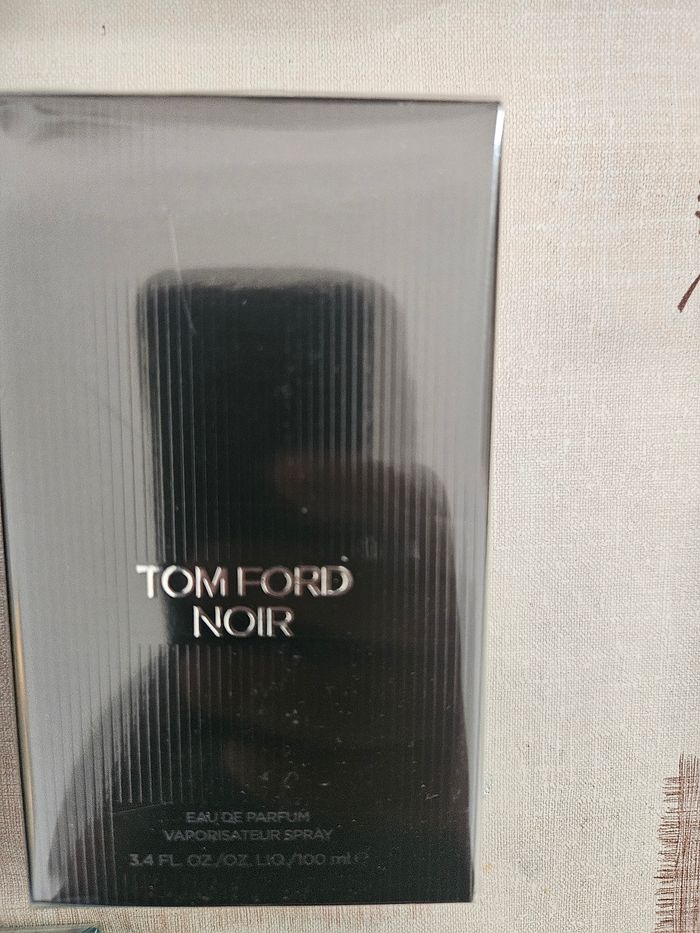 TOM FORD
NOIR
EAU DE PARFUM
VAPORISATEUR SPRAY
3.4 FL. OZ./OZ. LIQ./100 ml ℮